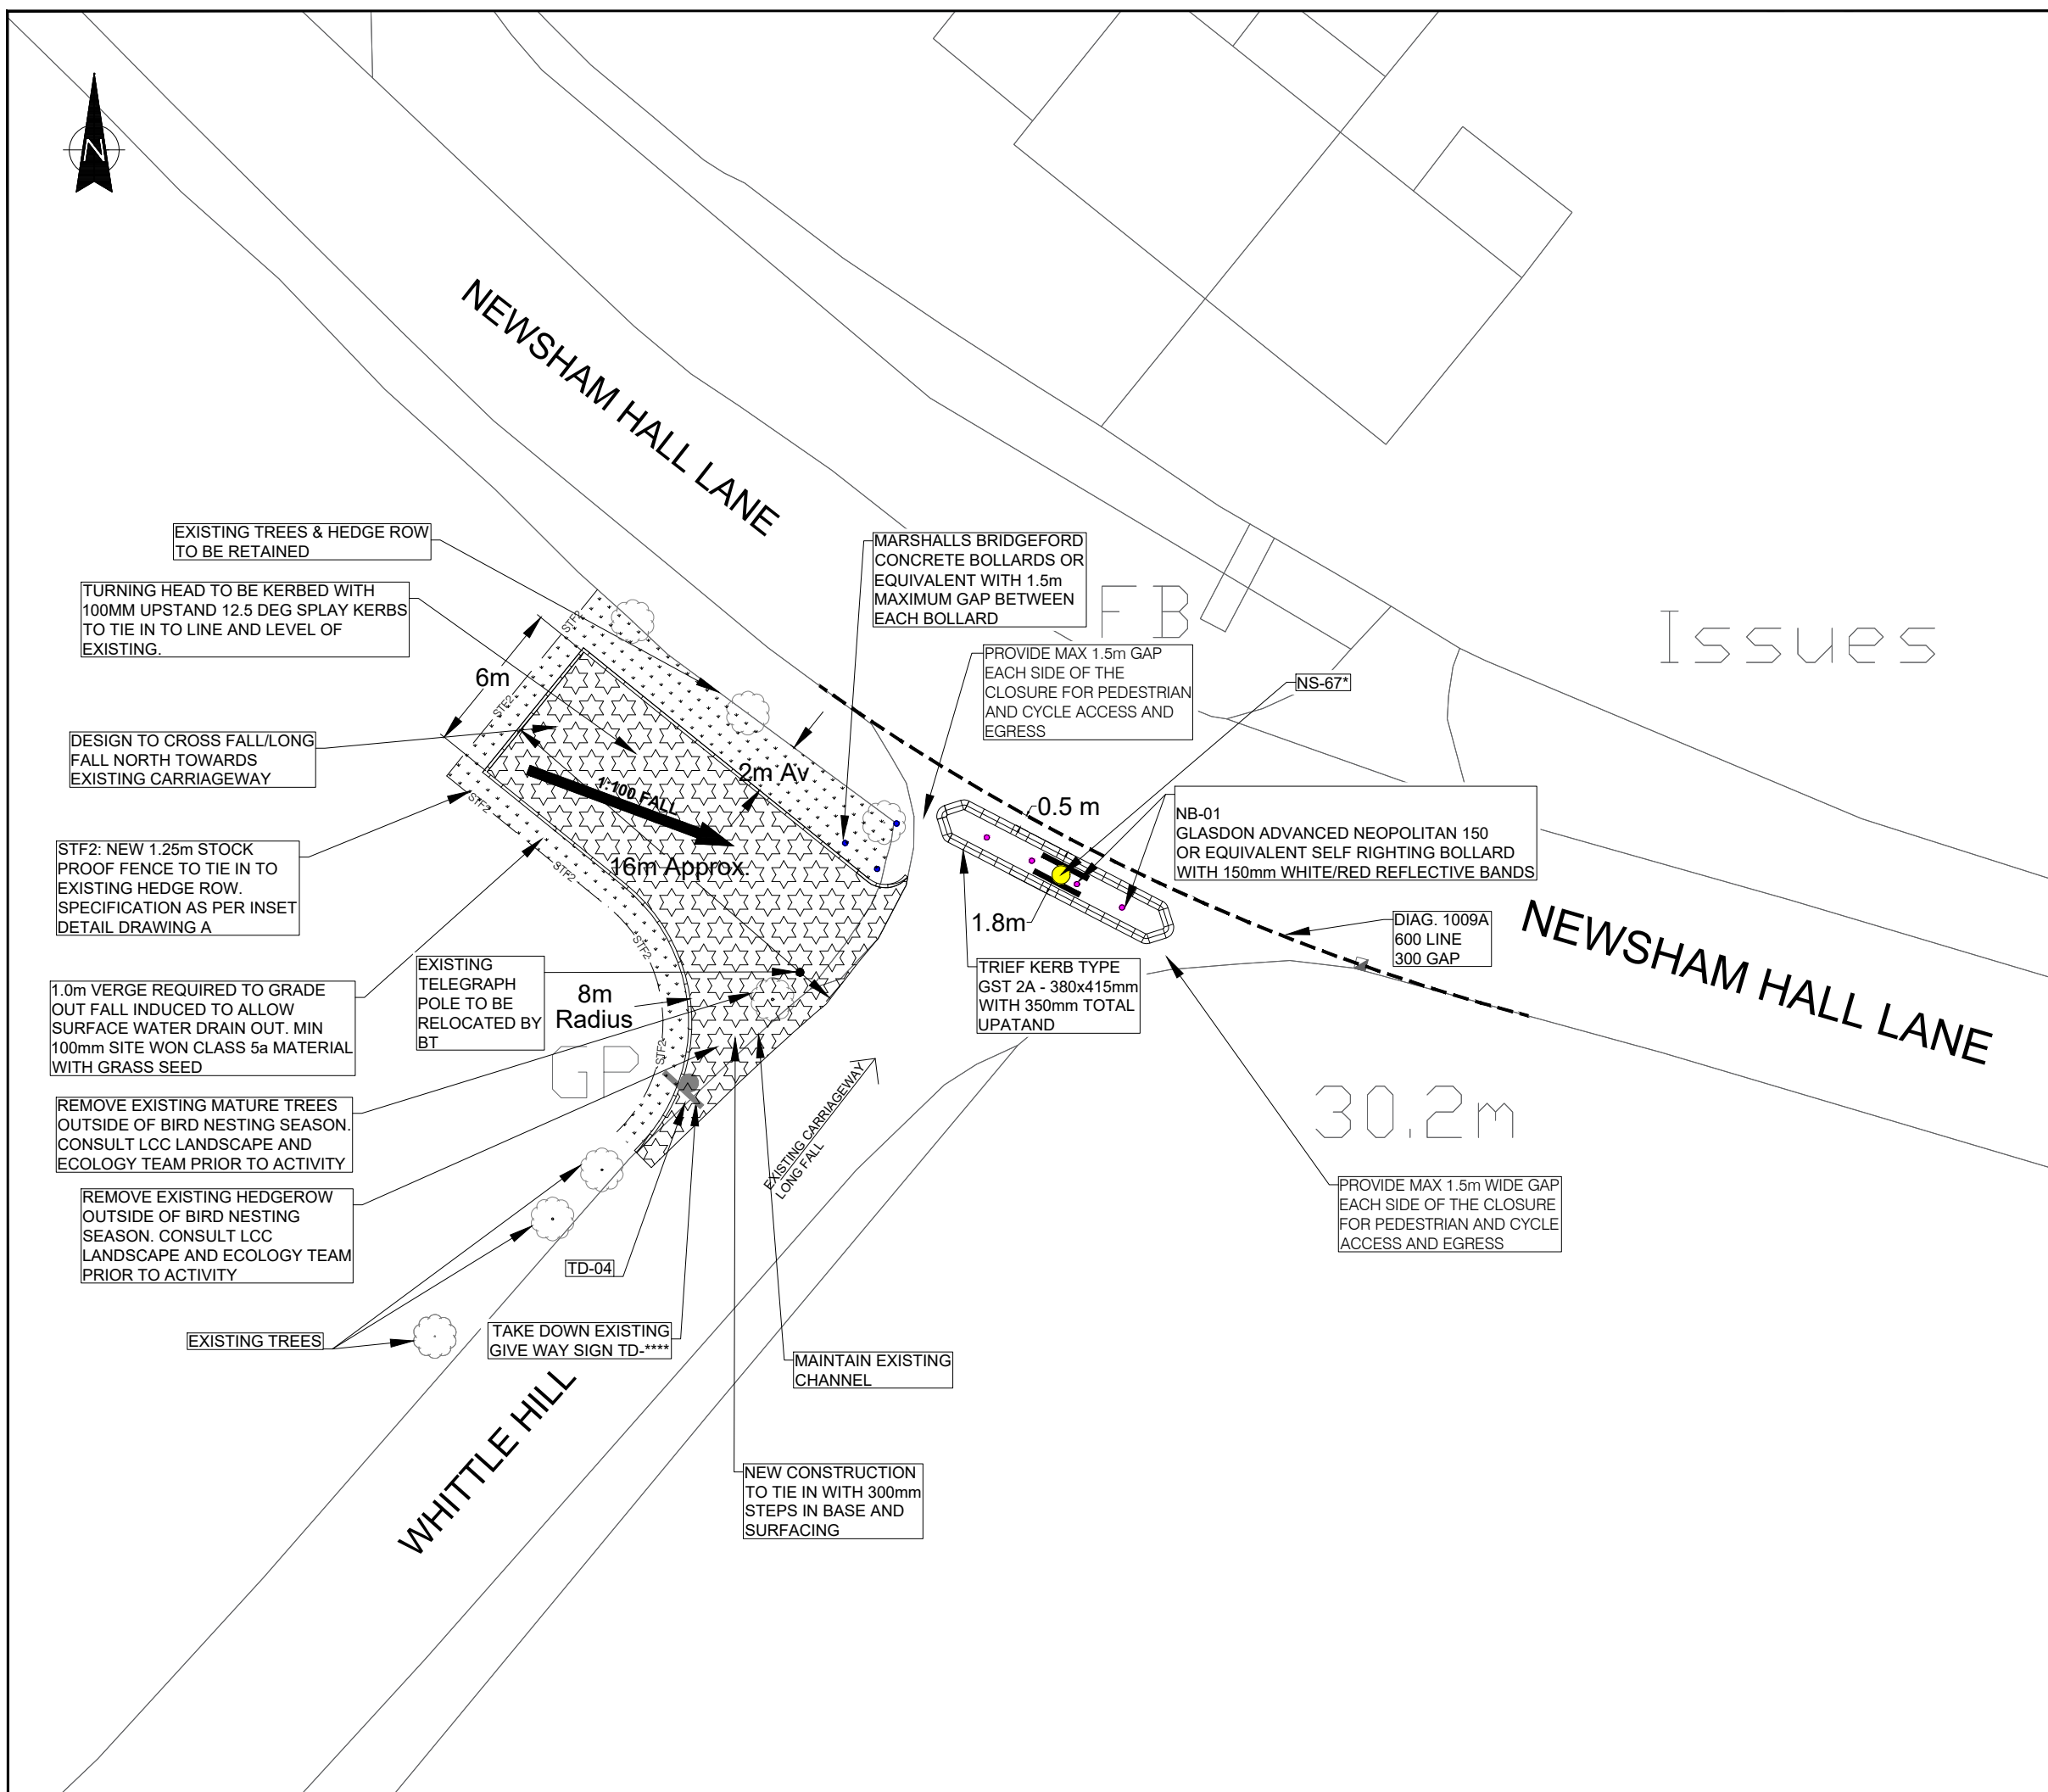 N
NEWSHAM HALL LANE
EXISTING TREES & HEDGE ROW
TO BE RETAINED
TURNING HEAD TO BE KERBED WITH
100MM UPSTAND 12.5 DEG SPLAY KERBS
TO TIE IN TO LINE AND LEVEL OF
EXISTING.
MARSHALLS BRIDGEFORD
CONCRETE BOLLARDS OR
EQUIVALENT WITH 1.5m
MAXIMUM GAP BETWEEN
EACH BOLLARD
FB
Issues
PROVIDE MAX 1.5m GAP
EACH SIDE OF THE
CLOSURE FOR PEDESTRIAN
AND CYCLE ACCESS AND
EGRESS
NS-67*
STF2
6m
STF2
DESIGN TO CROSS FALL/LONG
FALL NORTH TOWARDS
EXISTING CARRIAGEWAY
2m Av
1:100 FALL
STF2
0.5 m
NB-01
GLASDON ADVANCED NEOPOLITAN 150
OR EQUIVALENT SELF RIGHTING BOLLARD
WITH 150mm WHITE/RED REFLECTIVE BANDS
STF2: NEW 1.25m STOCK
PROOF FENCE TO TIE IN TO
EXISTING HEDGE ROW.
SPECIFICATION AS PER INSET
DETAIL DRAWING A
16m Approx.
STF2
1.8m
DIAG. 1009A
600 LINE
300 GAP
NEWSHAM HALL LANE
STF2
EXISTING
TELEGRAPH
POLE TO BE
RELOCATED BY
BT
TRIEF KERB TYPE
GST 2A - 380x415mm
WITH 350mm TOTAL
UPATAND
1.0m VERGE REQUIRED TO GRADE
OUT FALL INDUCED TO ALLOW
SURFACE WATER DRAIN OUT. MIN
100mm SITE WON CLASS 5a MATERIAL
WITH GRASS SEED
8m
Radius
GP
STF2
30.2m
REMOVE EXISTING MATURE TREES
OUTSIDE OF BIRD NESTING SEASON.
CONSULT LCC LANDSCAPE AND
ECOLOGY TEAM PRIOR TO ACTIVITY
EXISTING CARRIAGEWAY
LONG FALL
PROVIDE MAX 1.5m WIDE GAP
EACH SIDE OF THE CLOSURE
FOR PEDESTRIAN AND CYCLE
ACCESS AND EGRESS
REMOVE EXISTING HEDGEROW
OUTSIDE OF BIRD NESTING
SEASON. CONSULT LCC
LANDSCAPE AND ECOLOGY TEAM
PRIOR TO ACTIVITY
TD-04
EXISTING TREES
TAKE DOWN EXISTING
GIVE WAY SIGN TD-****
MAINTAIN EXISTING
CHANNEL
WHITTLE HILL
NEW CONSTRUCTION
TO TIE IN WITH 300mm
STEPS IN BASE AND
SURFACING